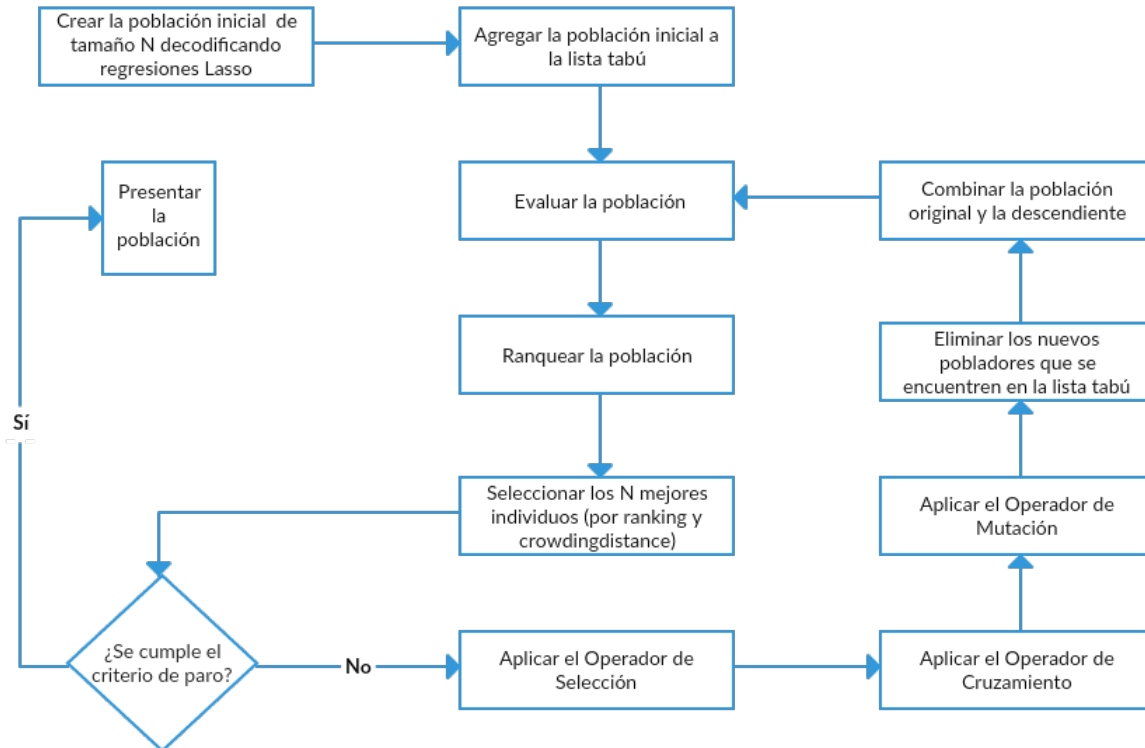 Crear la población inicial de
tamaño N decodificando
regresiones Lasso
Agregar la población inicial a
la lista tabú
Presentar
la
población
Evaluar la población
Combinar la población
original y la descendiente
Ranquear la población
Eliminar los nuevos
pobladores que se
encuentren en la lista tabú
Sí
Seleccionar los N mejores
individuos (por ranking y
crowdingdistance)
Aplicar el Operador de
Mutación
¿Se cumple el
criterio de paro?
No
Aplicar el Operador de
Selección
Aplicar el Operador de
Cruzamiento